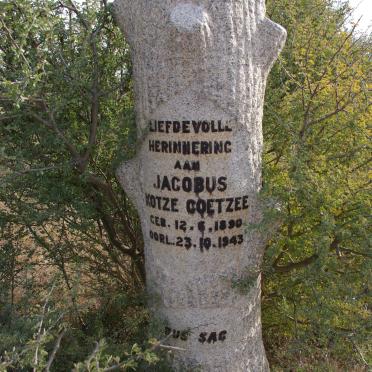 LIEFDEVOLLE
HERINNERING
AAN
JACOBUS
KOTZE COETZEE
GEB. 12.6.1890
OORL. 23.10.1943
RUS SAG